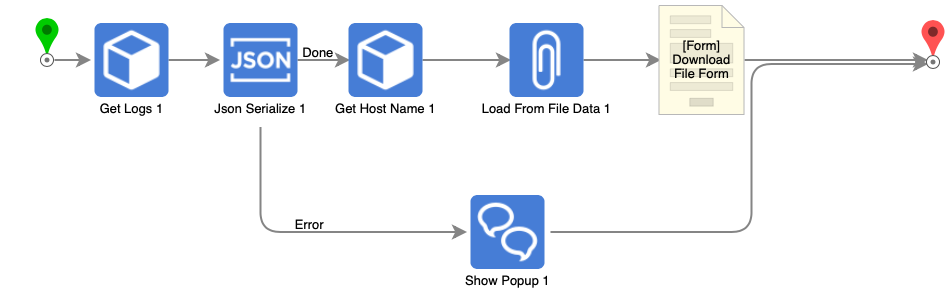 JSON
Done
[Form]
Download
File Form
Get Logs 1
Json Serialize 1
Get Host Name 1
Load From File Data 1
Error
Show Popup 1